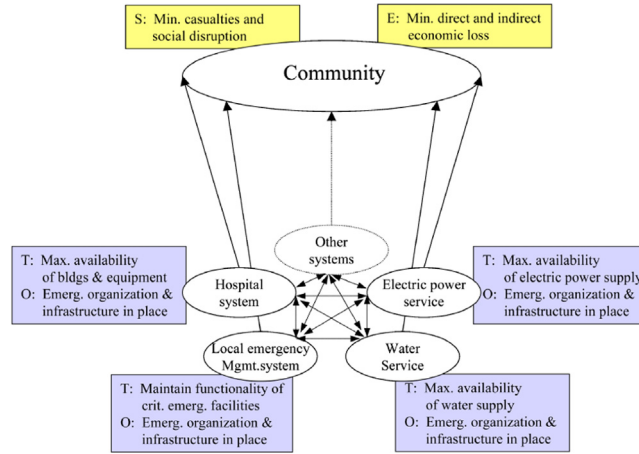 S: Min. casualties and
social disruption
E: Min. direct and indirect
economic loss
Community
Other
systems
T: Max. availability
of bldgs & equipment
O: Emerg. organization &
infrastructure in place
Hospital
system
Electric power
service
T: Max. availability
of electric power supply
O: Emerg. organization &
infrastructure in place
Local emergency
Mgmt.system
Water
Service
T: Maintain functionality of
crit. emerg. facilities
O: Emerg. organization &
infrastructure in place
T: Max. availability
of water supply
O: Emerg. organization &
infrastructure in place